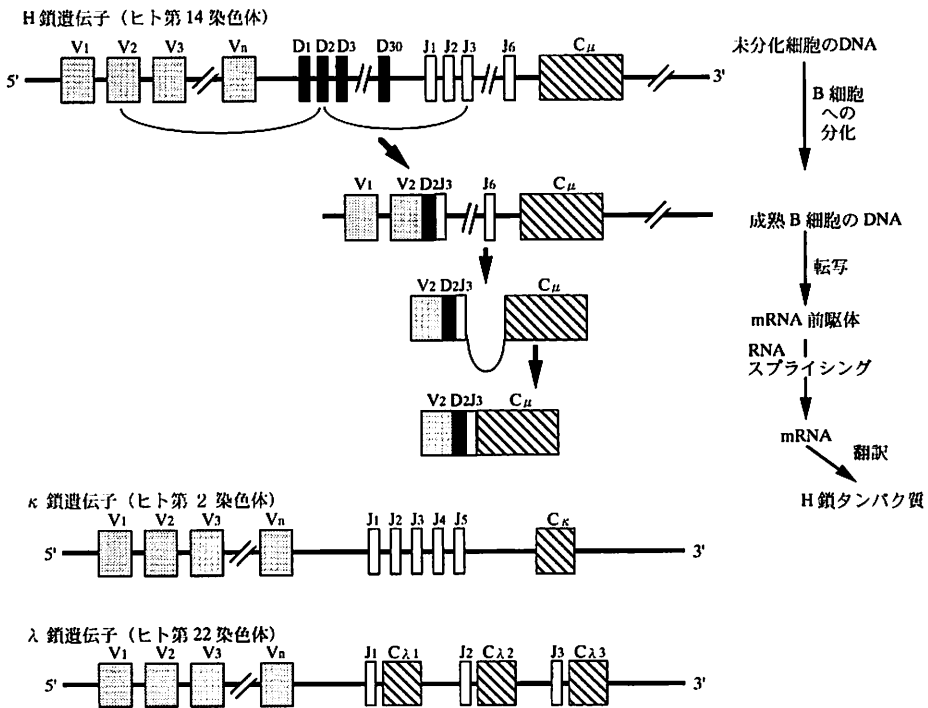 H 鎖遺伝子（ヒト第 14 染色体）
V1 V2 V3 Vn D1 D2 D3 D30 J1 J2 J3 J6 Cμ
5' 3'
未分化細胞のDNA
B 細胞
への
分化
V1 V2 D2J3 J6 Cμ
成熟 B 細胞の DNA
転写
V2 D2J3 Cμ
mRNA 前駆体
RNA
スプライシング
V2 D2J3 Cμ
mRNA
翻訳
H 鎖タンパク質
κ 鎖遺伝子（ヒト第 2 染色体）
V1 V2 V3 Vn J1 J2 J3 J4 J5 Cκ
5' 3'
λ 鎖遺伝子（ヒト第 22 染色体）
V1 V2 V3 Vn J1 Cλ1 J2 Cλ2 J3 Cλ3
5' 3'